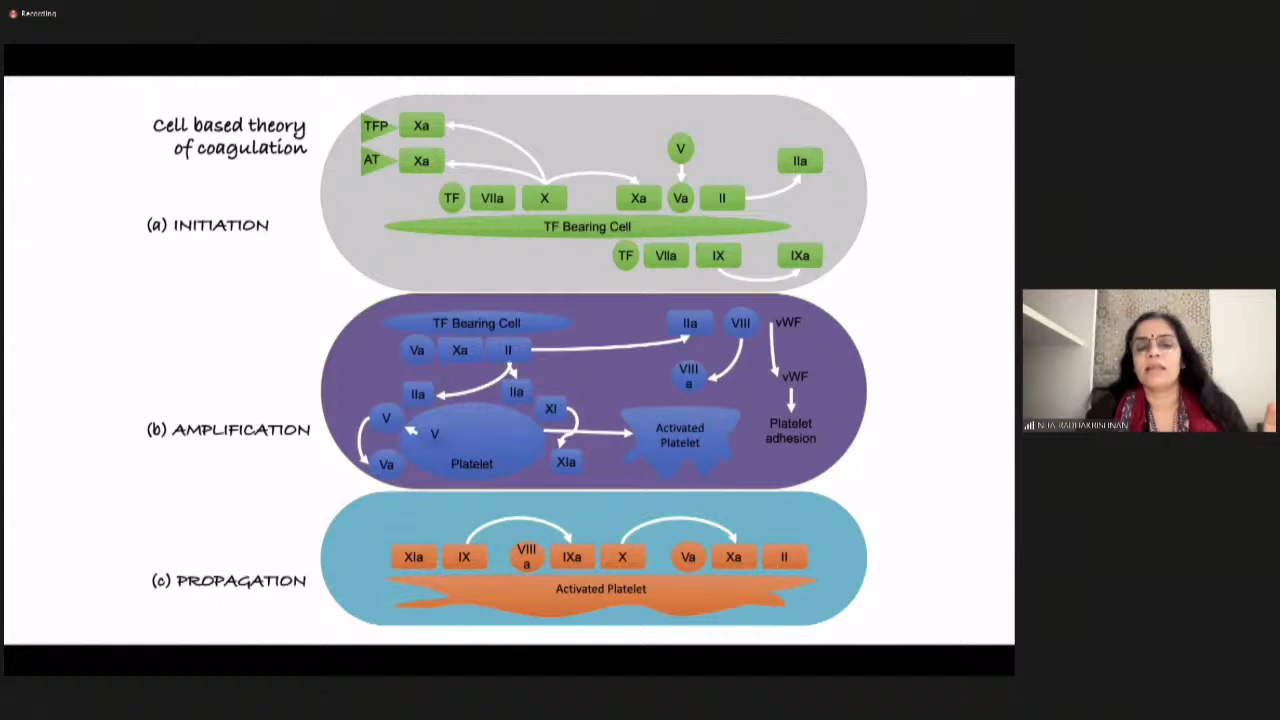 Recording
Cell based theory
of coagulation
TFP Xa
AT Xa
V
IIa
TF VIIa X Xa Va II
(a) INITIATION
TF Bearing Cell
TF VIIa IX IXa
TF Bearing Cell
IIa VIII vWF
Va Xa II
VIII
a
vWF
IIa IIa
XI
V
V
(b) AMPLIFICATION
Activated
Platelet
Platelet
adhesion
Va Platelet XIa
XIa IX VIII
a
IXa X Va Xa II
(c) PROPAGATION
Activated Platelet
RADHAKRISHNAN